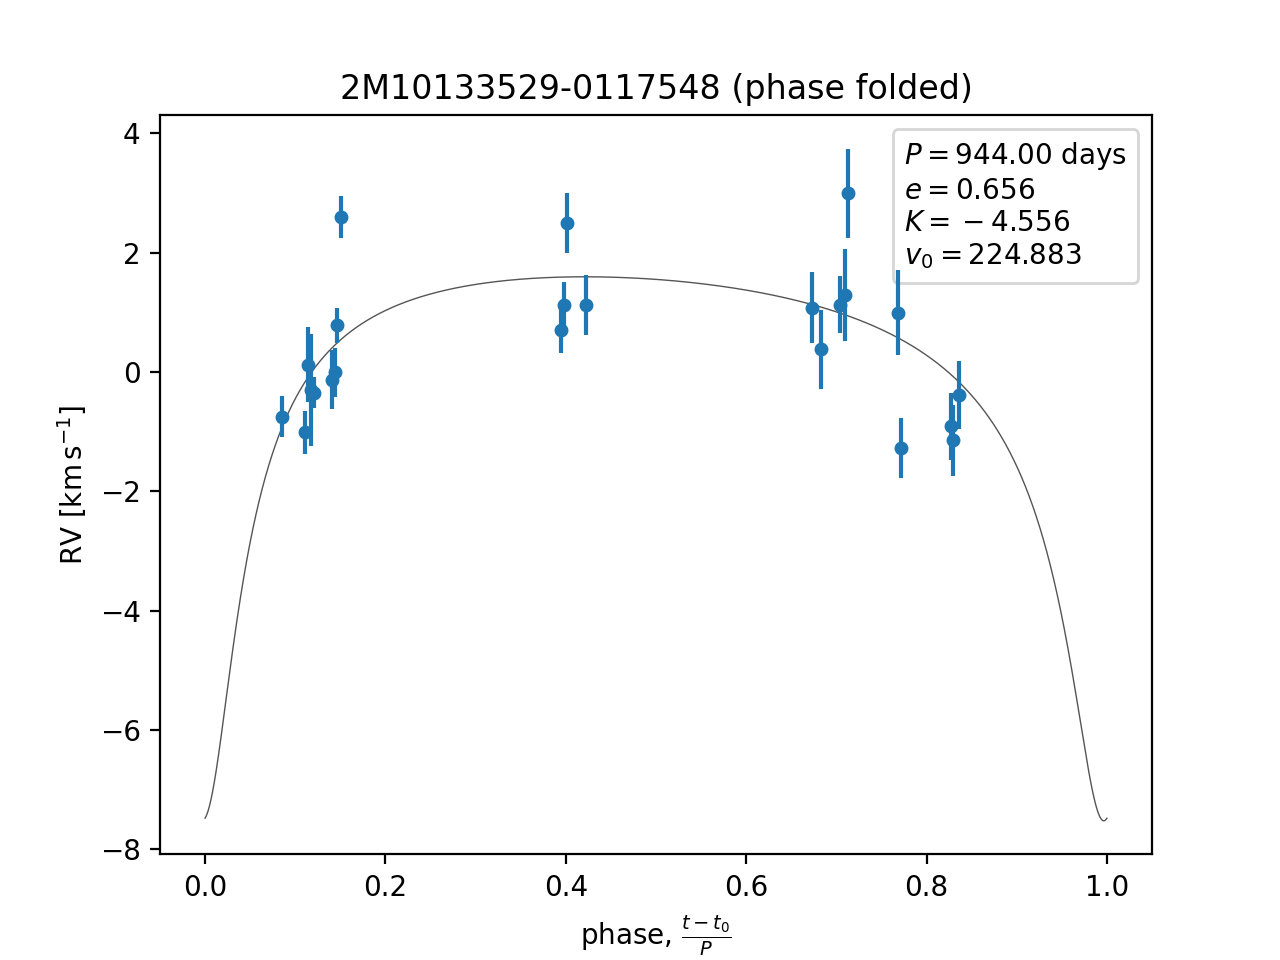 2M10133529-0117548 (phase folded)
P = 944.00 days
e = 0.656
K = −4.556
v₀ = 224.883
4
2
0
−2
−4
−6
−8
RV [km s⁻¹]
0.0 0.2 0.4 0.6 0.8 1.0
phase, (t − t₀)/P